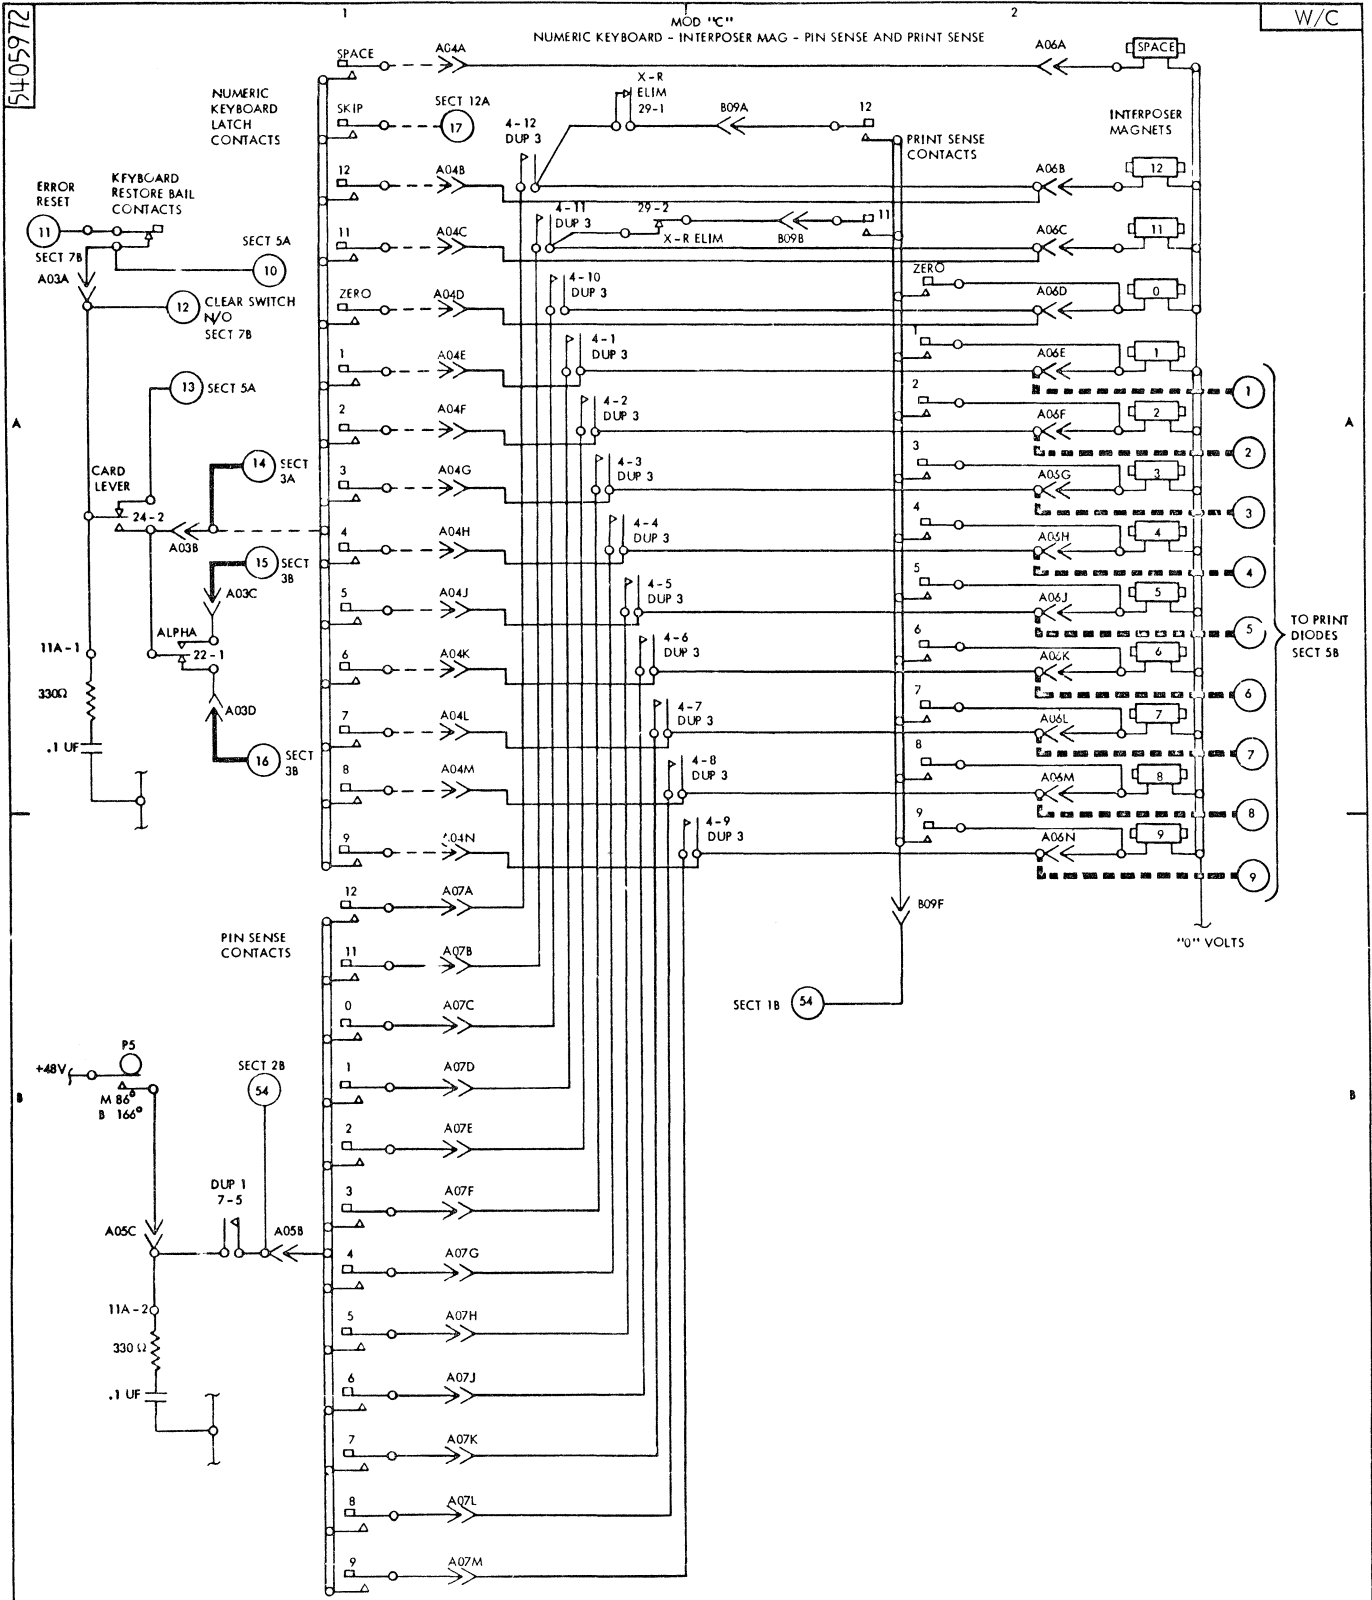 5405972
W/C
1
2
MOD "C"
NUMERIC KEYBOARD - INTERPOSER MAG - PIN SENSE AND PRINT SENSE
SPACE
A04A
A06A
SPACE
NUMERIC
KEYBOARD
LATCH
CONTACTS
SKIP
SECT 12A
17
4-12
DUP 3
X-R
ELIM
29-1
B09A
12
PRINT SENSE
CONTACTS
INTERPOSER
MAGNETS
12
A04B
A06B
12
ERROR
RESET
11
SECT 7B
KEYBOARD
RESTORE BAIL
CONTACTS
SECT 5A
10
A03A
12
CLEAR SWITCH
N/O
SECT 7B
11
A04C
4-11
DUP 3
29-2
X-R ELIM
B09B
11
A06C
11
ZERO
A04D
4-10
DUP 3
ZERO
A06D
0
1
A04E
4-1
DUP 3
1
A06E
1
1
13
SECT 5A
2
A04F
4-2
DUP 3
2
A06F
2
2
A
A
CARD
LEVER
24-2
14
SECT
3A
A03B
3
A04G
4-3
DUP 3
3
A06G
3
3
4
A04H
4-4
DUP 3
4
A06H
4
4
15
SECT
3B
A03C
5
A04J
4-5
DUP 3
5
A06J
5
5
TO PRINT
DIODES
SECT 5B
ALPHA
22-1
11A-1
330Ω
.1 UF
A03D
16
SECT
3B
6
A04K
4-6
DUP 3
6
A06K
6
6
7
A04L
4-7
DUP 3
7
A06L
7
7
8
A04M
4-8
DUP 3
8
A06M
8
8
9
A04N
4-9
DUP 3
9
A06N
9
9
B09F
"0" VOLTS
SECT 1B
54
PIN SENSE
CONTACTS
12
A07A
11
A07B
0
A07C
1
A07D
2
A07E
3
A07F
4
A07G
5
A07H
6
A07J
7
A07K
8
A07L
9
A07M
B
B
+48V
P5
M 86°
B 166°
SECT 2B
54
DUP 1
7-5
A05C
A05B
11A-2
330 Ω
.1 UF